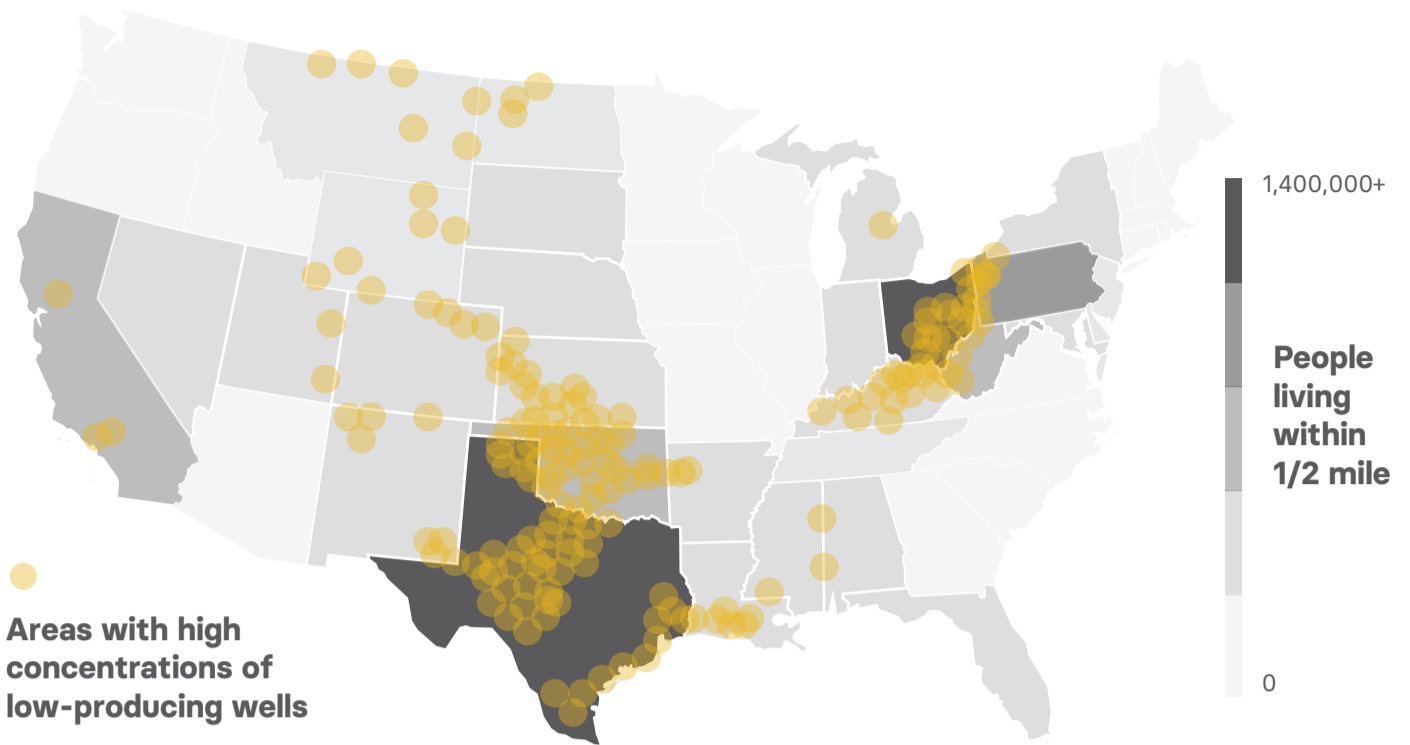 1,400,000+
People
living
within
1/2 mile
0
Areas with high
concentrations of
low-producing wells